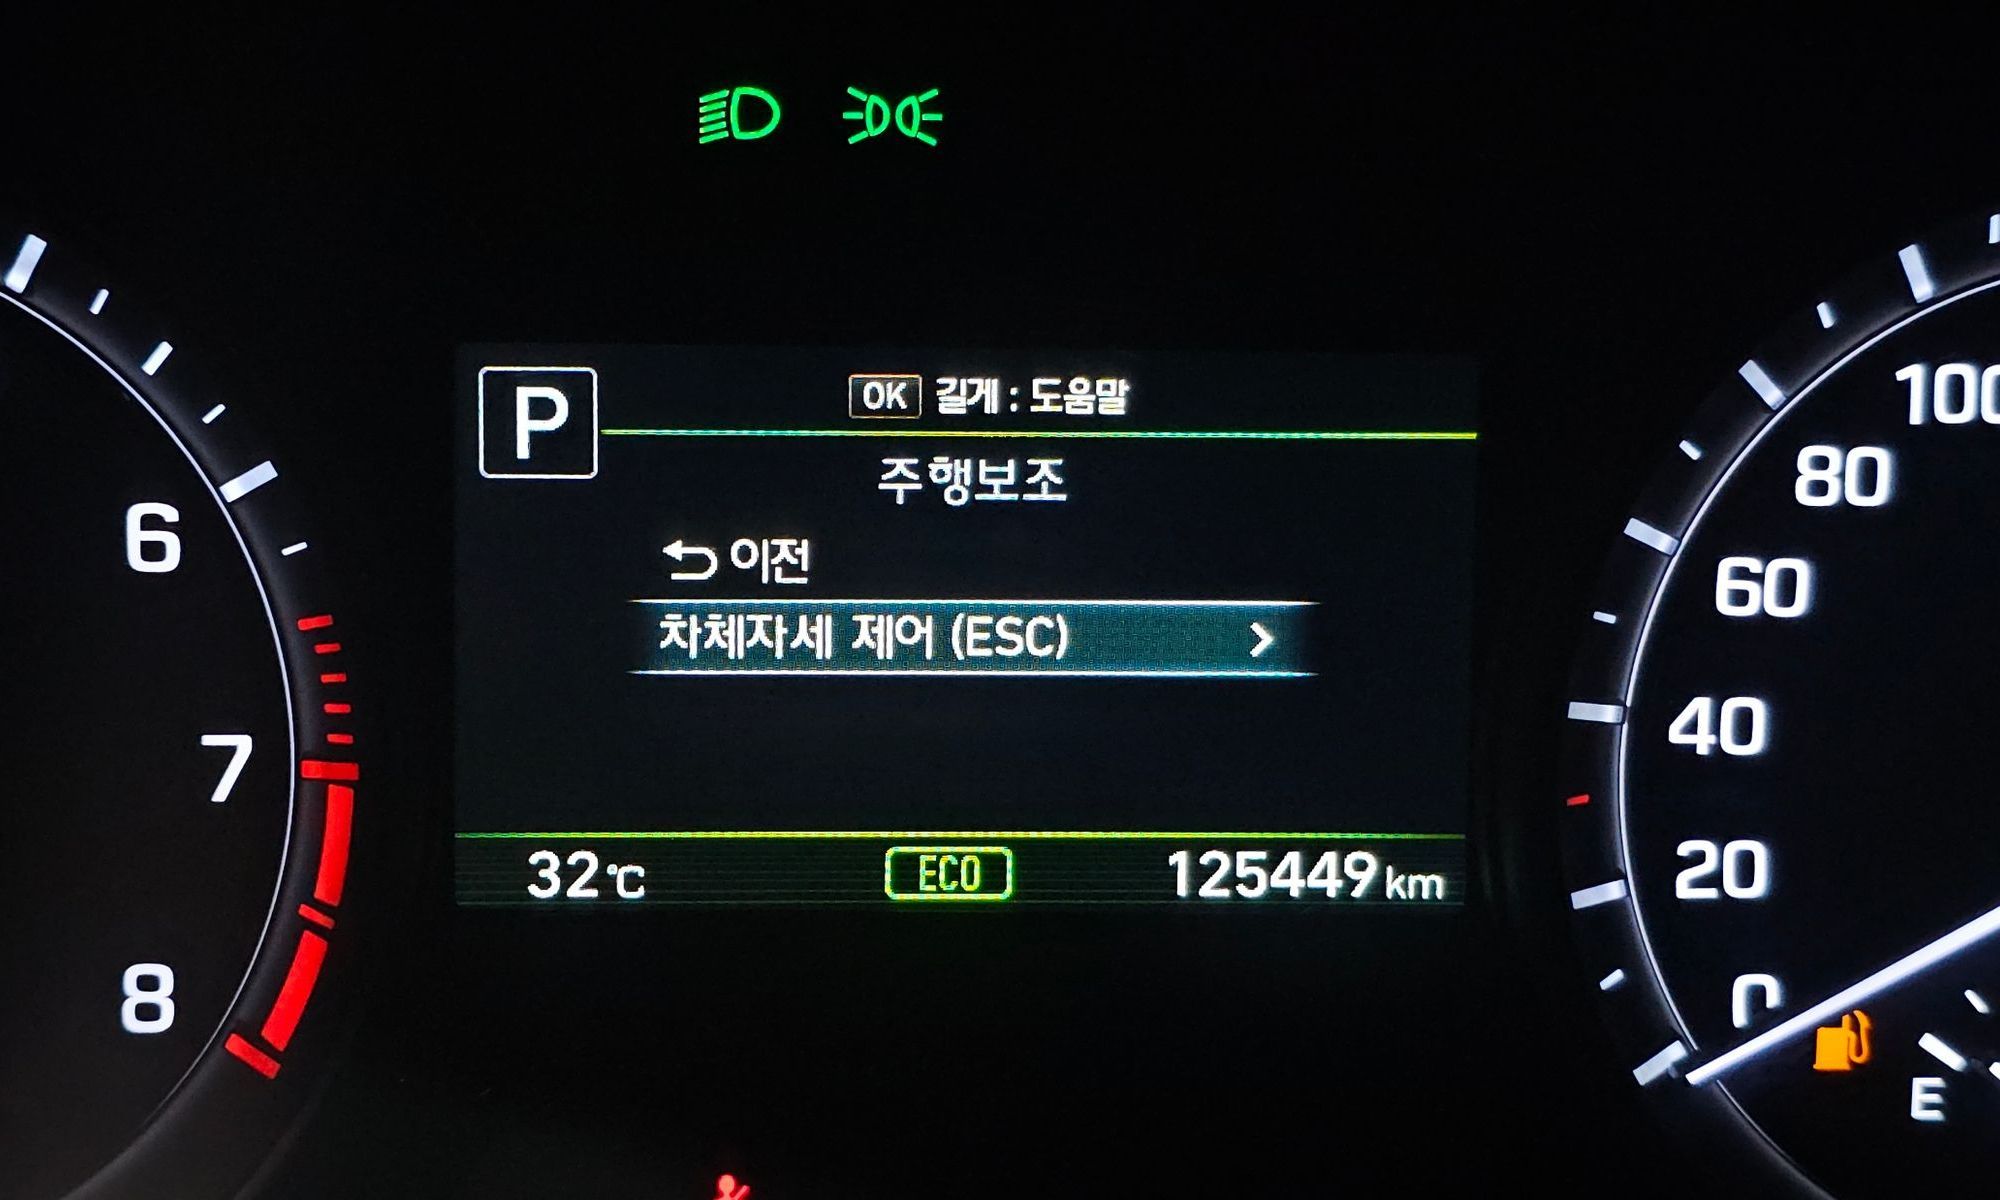 P
OK 길게 : 도움말
주행보조
이전
차체자세 제어 (ESC)
32°C
ECO
125449 km
6
7
8
100
80
60
40
20
0
E